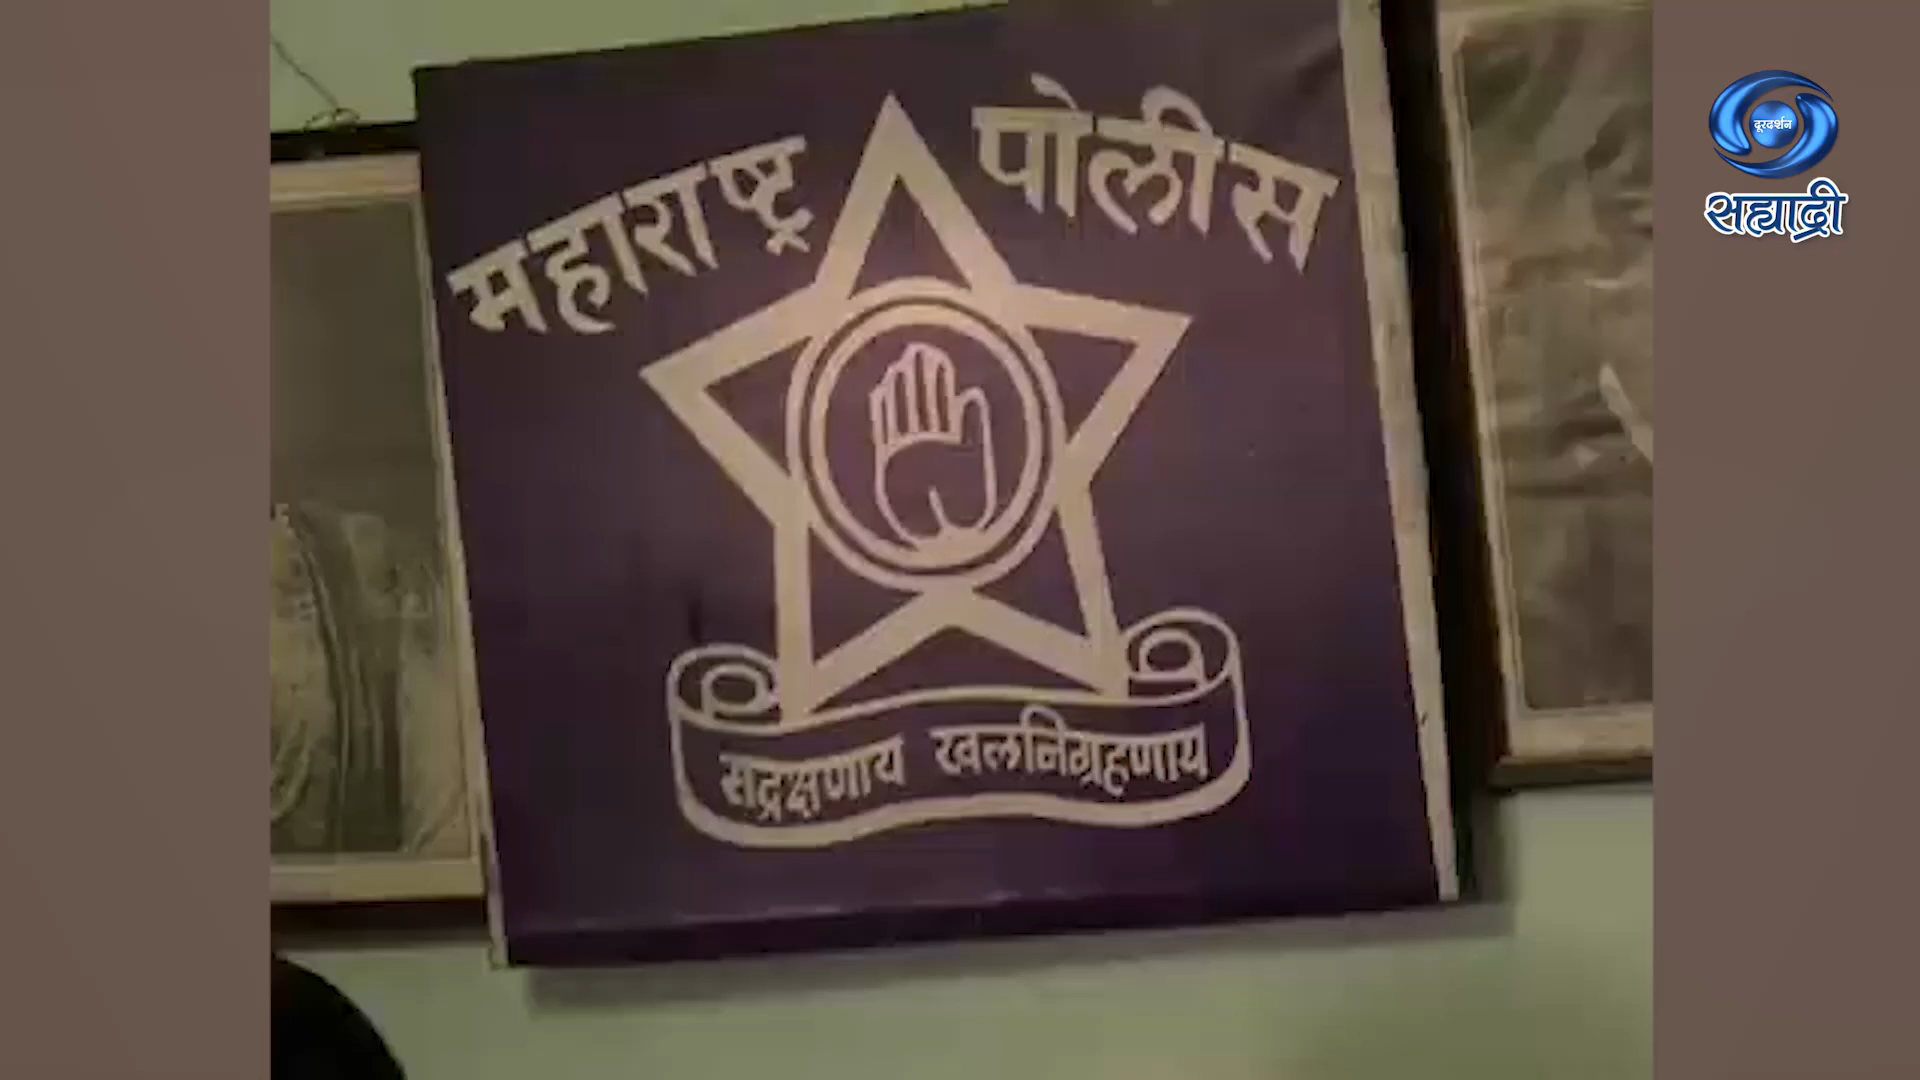 महाराष्ट्र पोलीस
सद्रक्षणाय खलनिग्रहणाय
दूरदर्शन
सह्याद्री